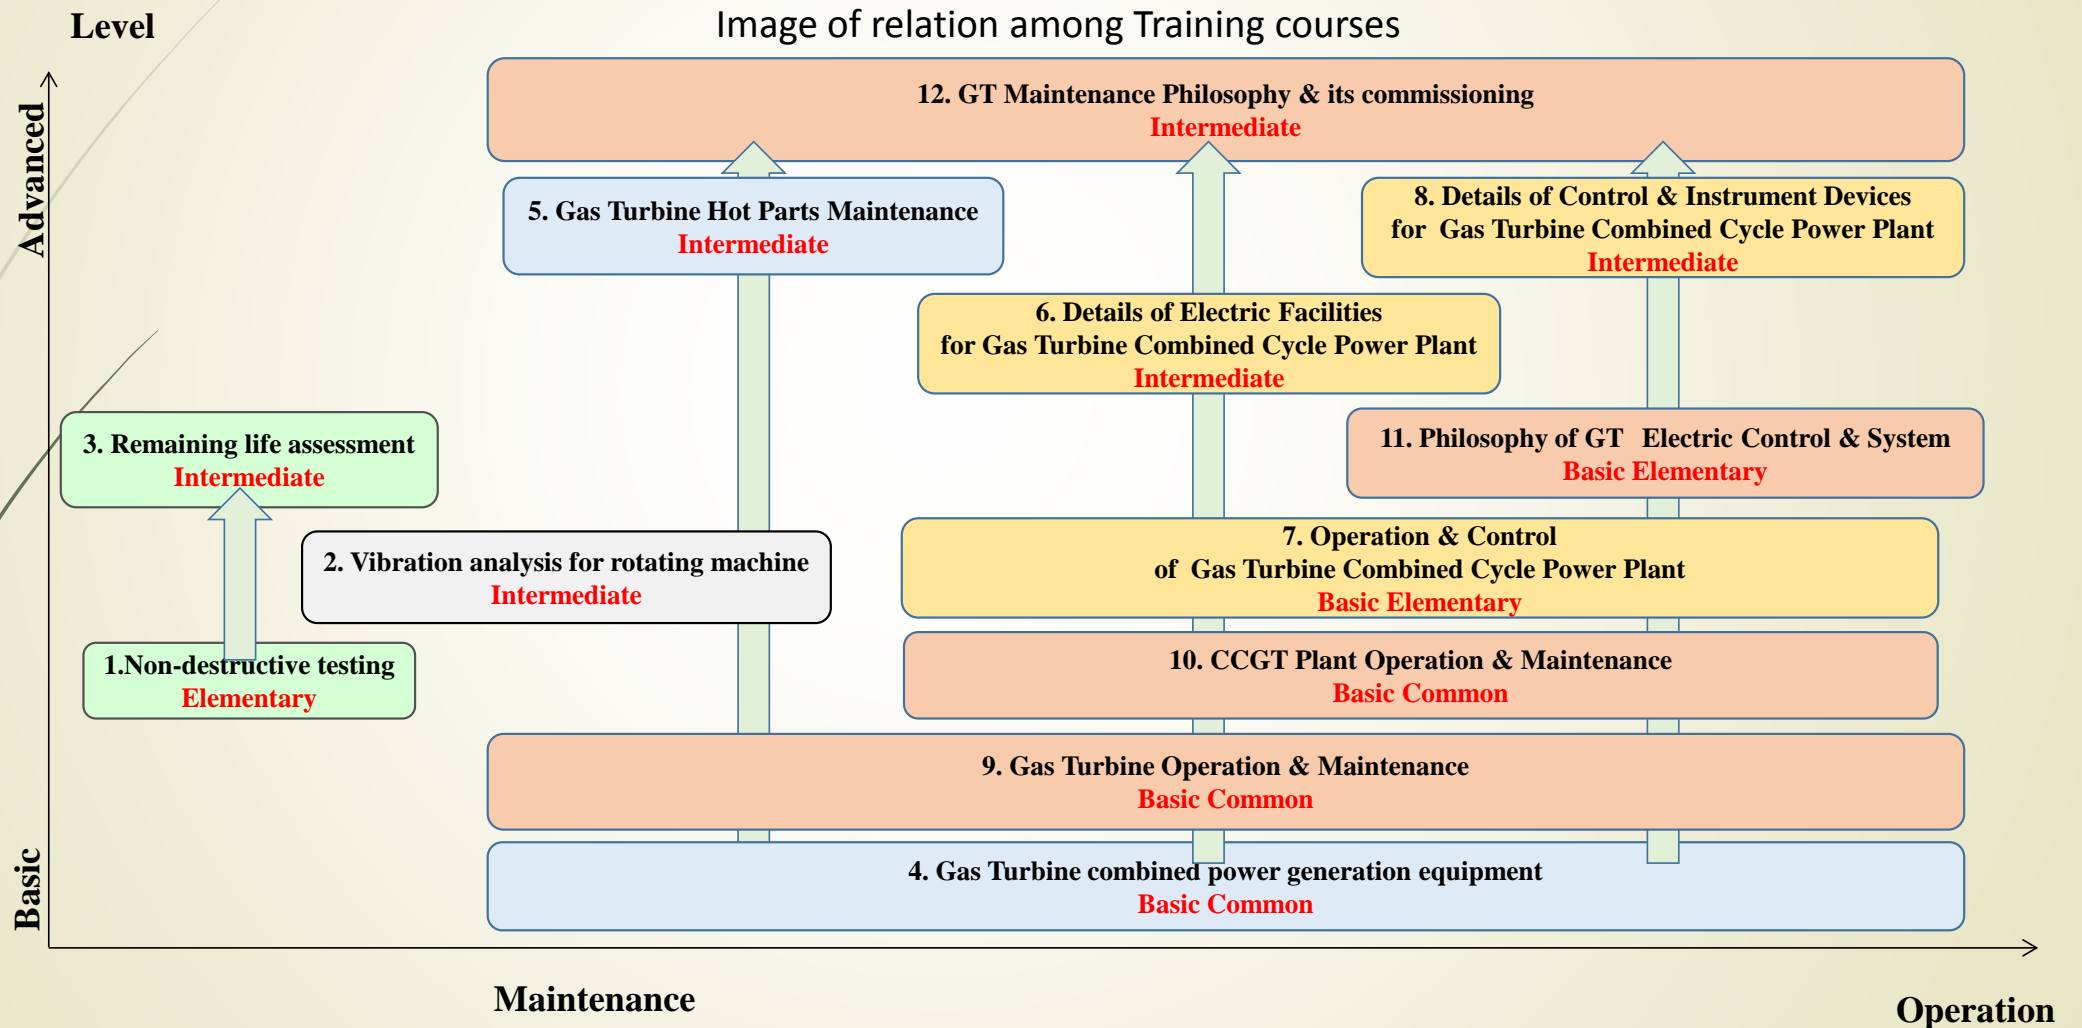 Level
Image of relation among Training courses
Advanced
12. GT Maintenance Philosophy & its commissioning
Intermediate
5. Gas Turbine Hot Parts Maintenance
Intermediate
8. Details of Control & Instrument Devices
for Gas Turbine Combined Cycle Power Plant
Intermediate
6. Details of Electric Facilities
for Gas Turbine Combined Cycle Power Plant
Intermediate
3. Remaining life assessment
Intermediate
11. Philosophy of GT Electric Control & System
Basic Elementary
2. Vibration analysis for rotating machine
Intermediate
7. Operation & Control
of Gas Turbine Combined Cycle Power Plant
Basic Elementary
1.Non-destructive testing
Elementary
10. CCGT Plant Operation & Maintenance
Basic Common
9. Gas Turbine Operation & Maintenance
Basic Common
Basic
4. Gas Turbine combined power generation equipment
Basic Common
Maintenance
Operation